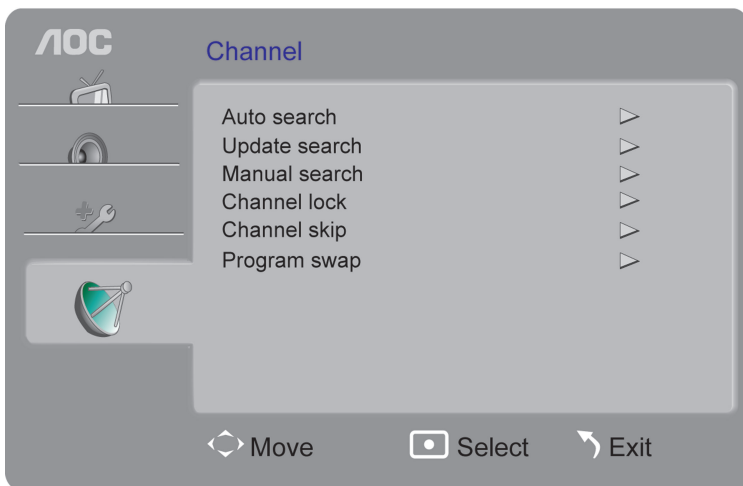 AOC
Channel
Auto search
Update search
Manual search
Channel lock
Channel skip
Program swap
Move Select Exit